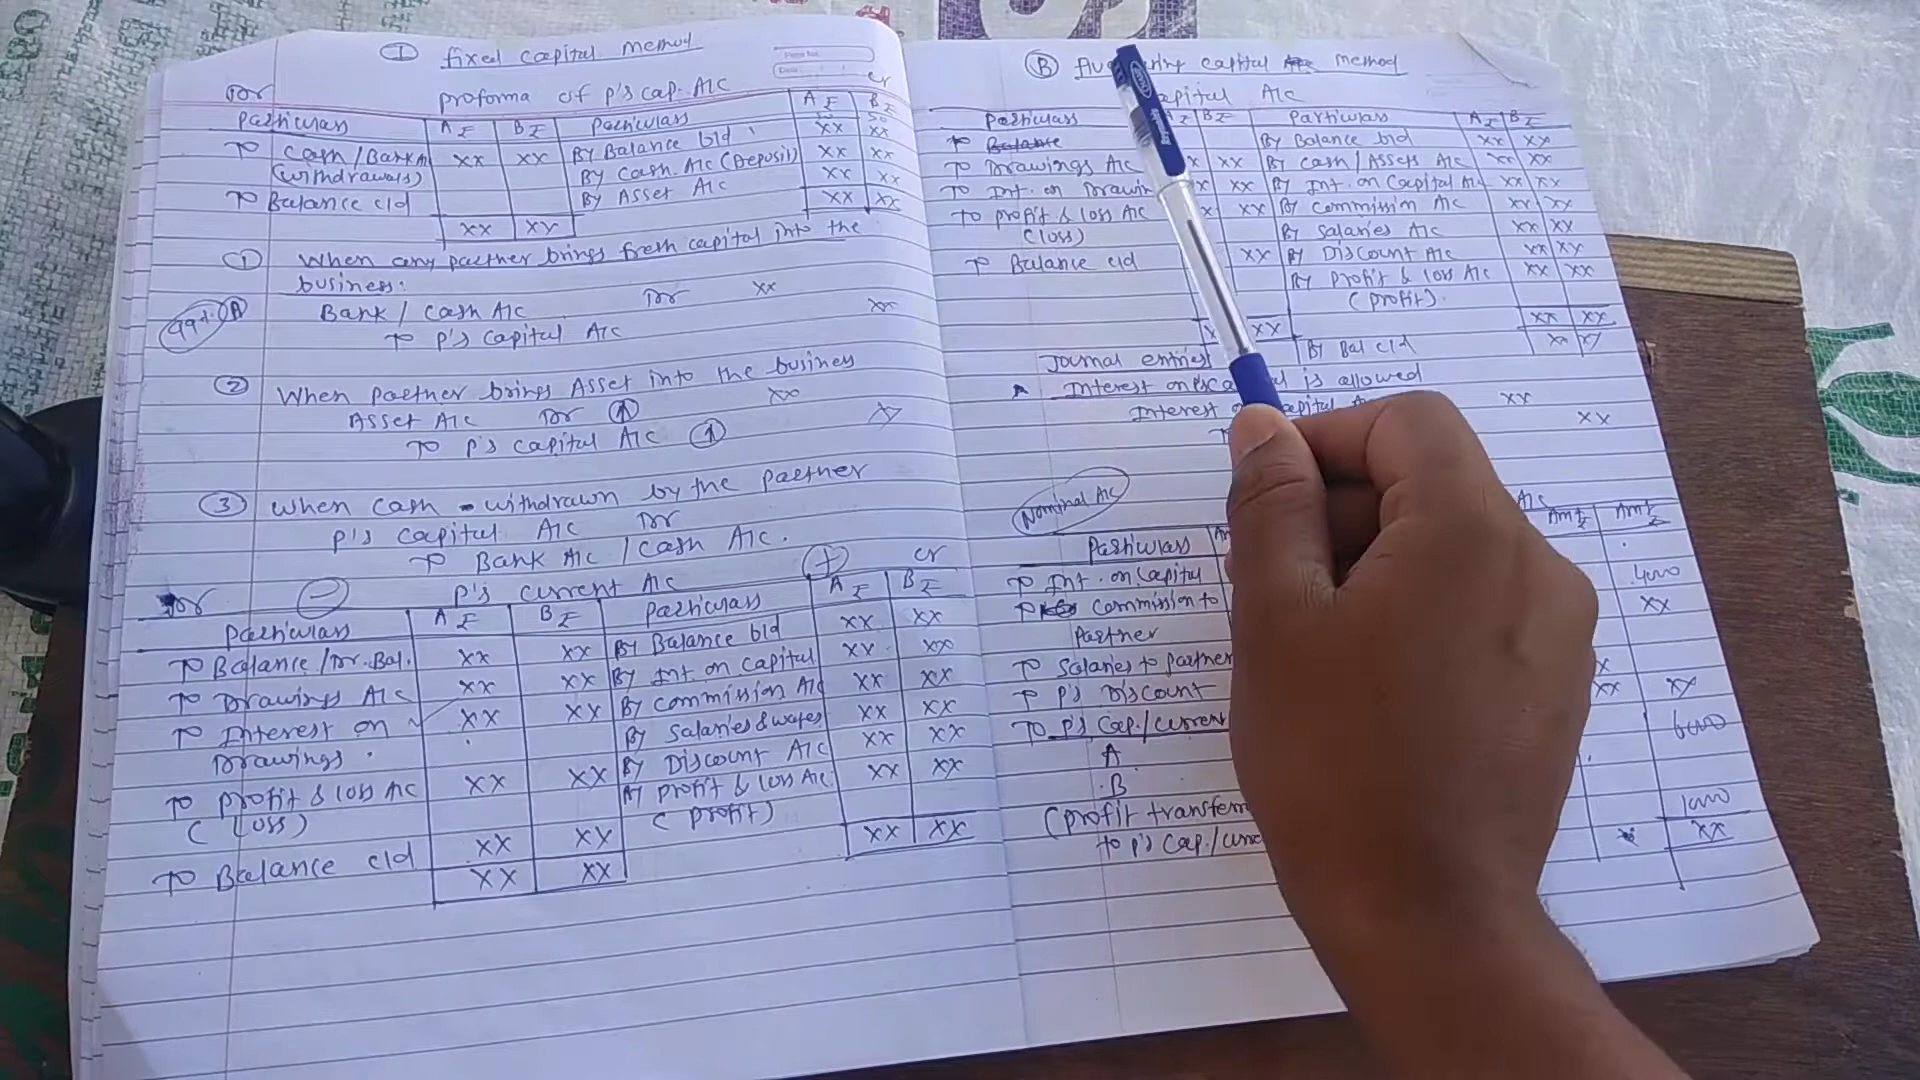 ① fixed capital method
Dr proforma of P's cap. A/c cr
Particulars A ₹ B ₹ Particulars A ₹ B ₹
To Cash/Bank A/c xx xx By Balance b/d xx xx
(withdrawals) By Cash A/c (Deposit) xx xx
To Balance c/d By Asset A/c xx xx
xx xx xx xx
① When any partner brings fresh capital into the
business:
Bank / Cash A/c Dr xx
To P's Capital A/c xx
② When Partner brings Asset into the business
Asset A/c Dr ↑ xx
To P's Capital A/c ↑
③ When cash withdrawn by the partner
P's capital A/c Dr
To Bank A/c / Cash A/c.
Dr − P's current A/c + cr
Particulars A ₹ B ₹ Particulars A ₹ B ₹
To Balance/Dr. Bal. xx xx By Balance b/d xx xx
To Drawings A/c xx xx By Int. on Capital xx xx
To Interest on xx xx By Commission A/c xx xx
Drawings. By Salaries & wages xx xx
To Profit & loss A/c xx xx By Discount A/c xx xx
(Loss) By Profit & loss A/c xx xx
To Balance c/d xx xx (Profit)
xx xx xx xx
Ⓑ capital method
A/c
Particulars B ₹ Particulars A ₹ B ₹
To Balance By Balance b/d xx xx
To Drawings A/c xx By Cash / Assets A/c xx xx
To Int. on xx By Int. on Capital A/c xx xx
To Profit & loss A/c xx By Commission A/c xx xx
(Loss) By Salaries A/c xx xx
To Balance c/d xx By Discount A/c xx xx
By Profit & loss A/c xx xx
(Profit).
xx xx xx
Journal entries By Bal c/d
Interest on is allowed
Interest xx
To xx
Nominal A/c A/c
Particulars Amt ₹ Amt ₹
To Int. on Capital 4000
To Commission to xx
Partner
To Salaries to partner
To P's Discount xx xx
To P's Cap./current 6000
A
B
(Profit 1000
to P's Cap./ xx